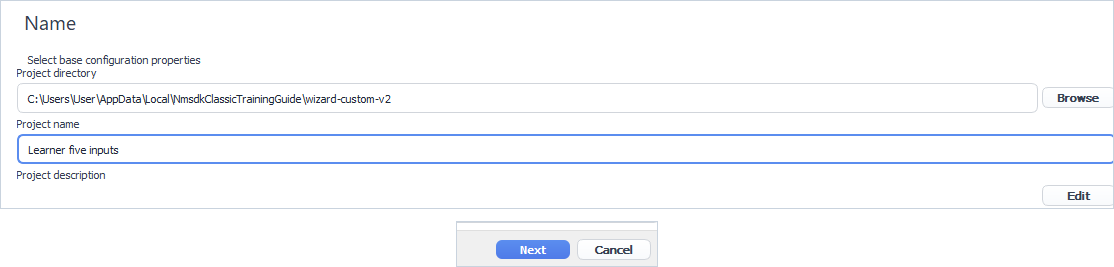 Name
Select base configuration properties
Project directory
C:\Users\User\AppData\Local\NmsdkClassicTrainingGuide\wizard-custom-v2
Browse
Project name
Learner five inputs
Project description
Edit
Next Cancel